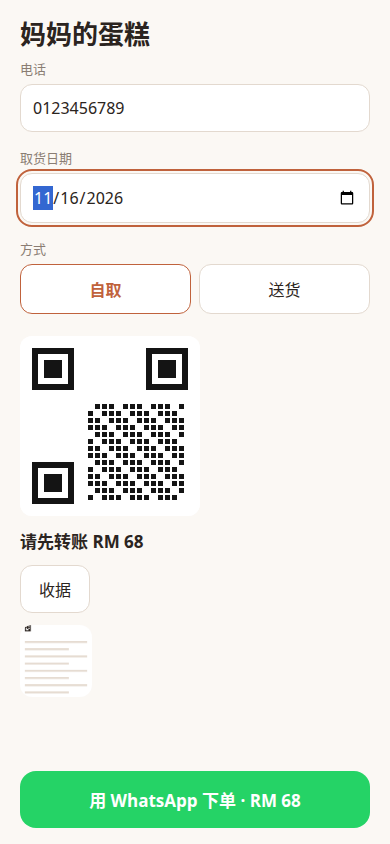 妈妈的蛋糕
电话
0123456789
取货日期
11/16/2026
方式
自取
送货
请先转账 RM 68
收据
用 WhatsApp 下单 · RM 68